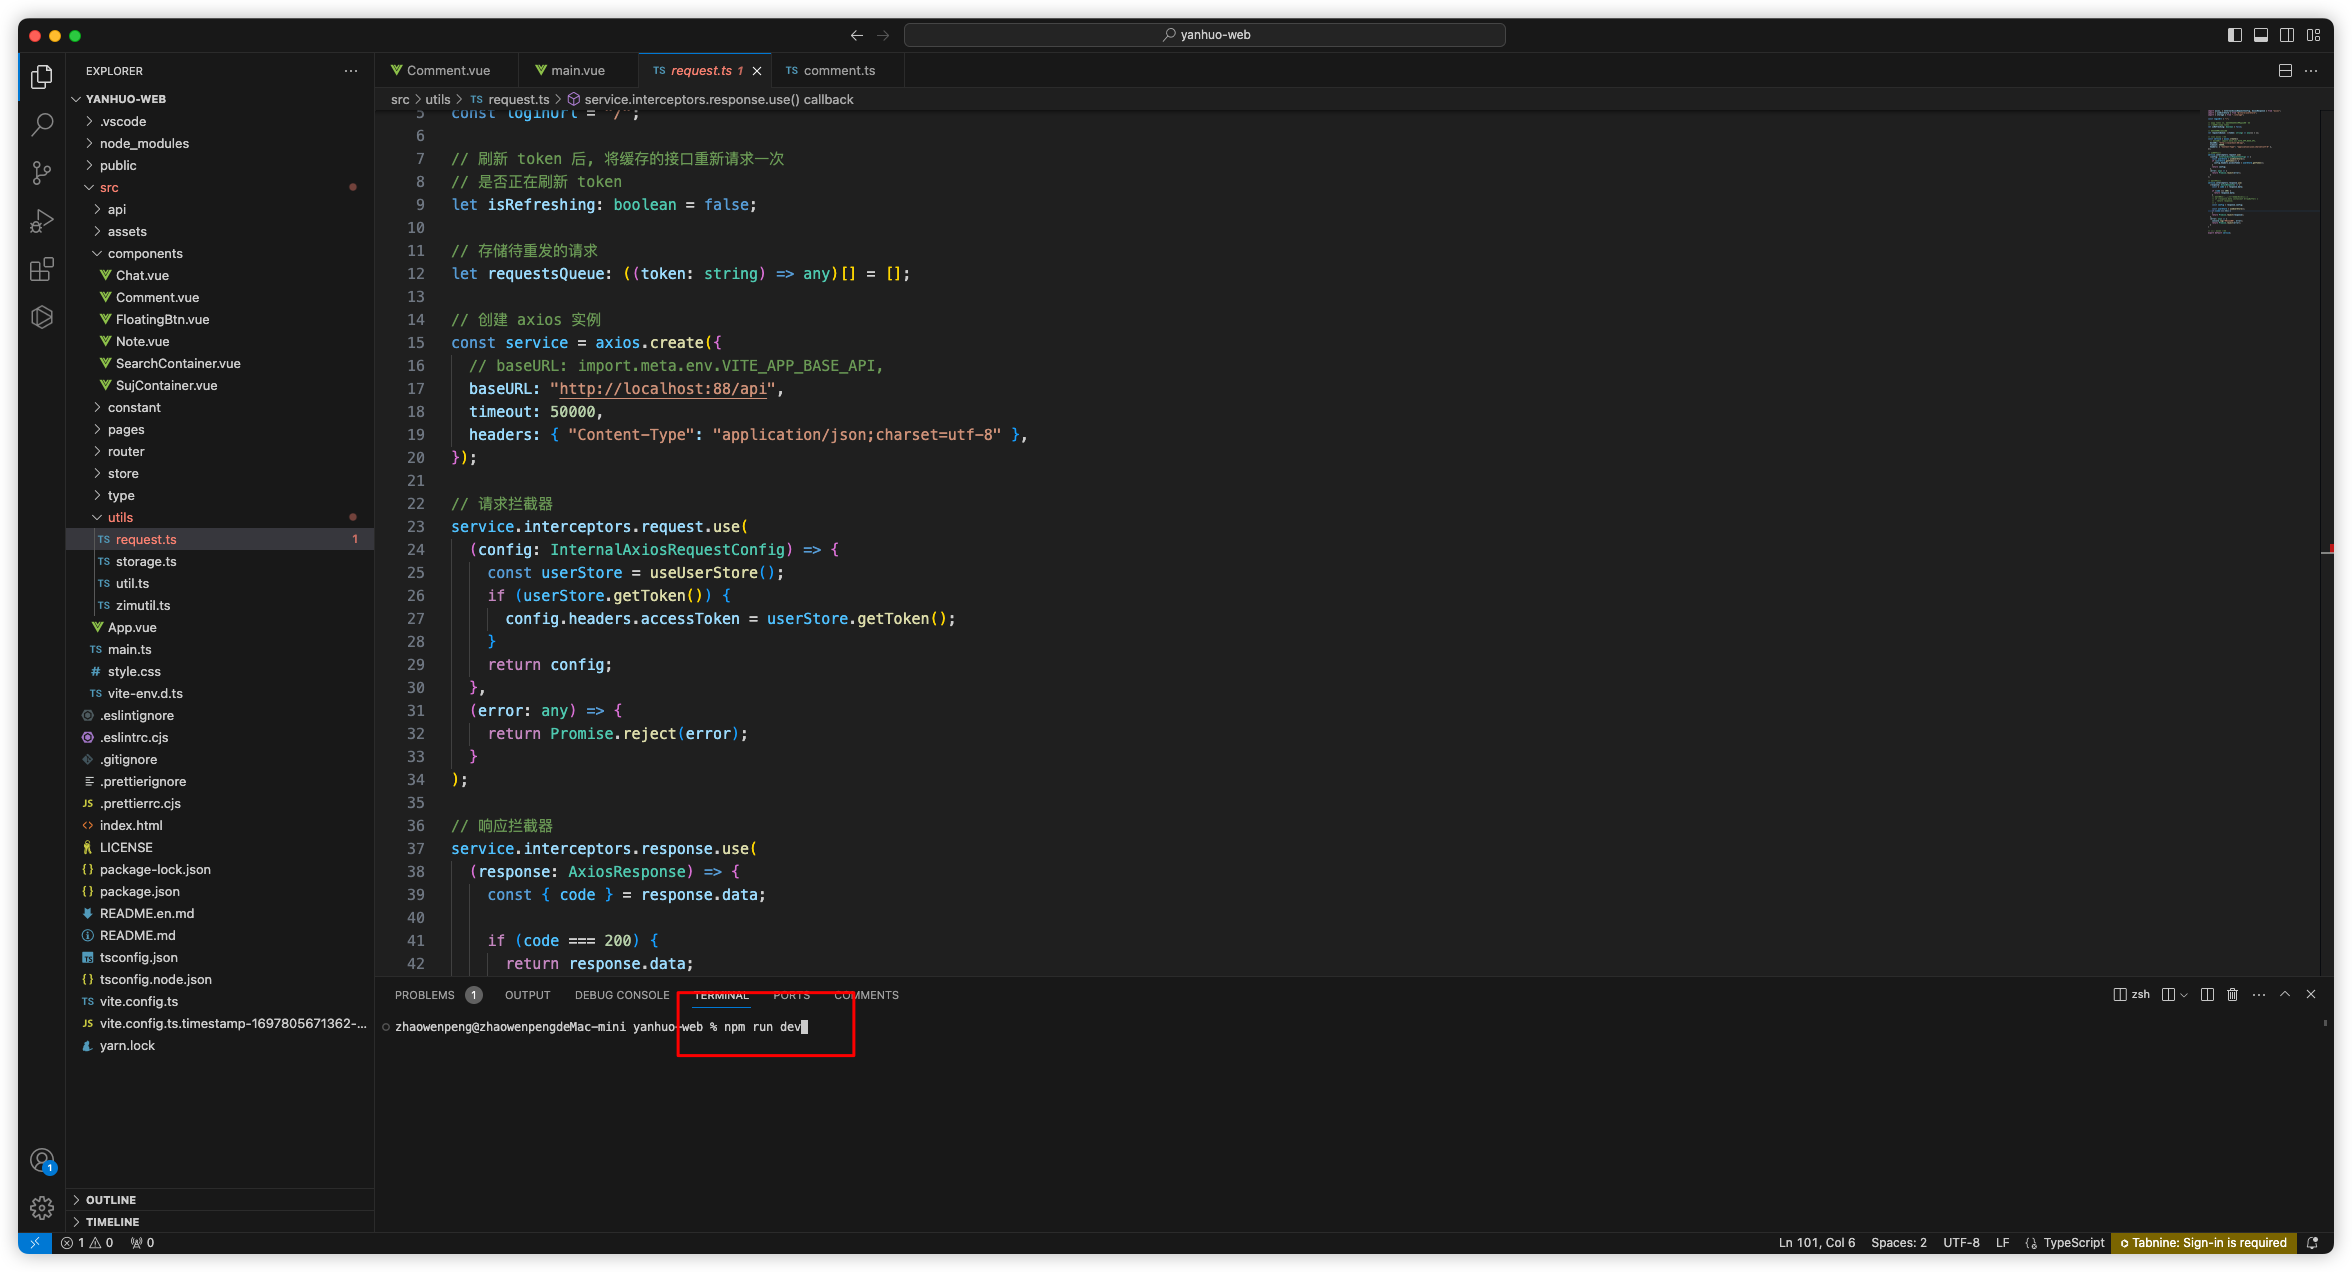 yanhuo-web
EXPLORER
YANHUO-WEB
.vscode
node_modules
public
src
api
assets
components
Chat.vue
Comment.vue
FloatingBtn.vue
Note.vue
SearchContainer.vue
SujContainer.vue
constant
pages
router
store
type
utils
TS request.ts 1
TS storage.ts
TS util.ts
TS zimutil.ts
App.vue
TS main.ts
# style.css
TS vite-env.d.ts
.eslintignore
.eslintrc.cjs
.gitignore
.prettierignore
JS .prettierrc.cjs
<> index.html
LICENSE
{} package-lock.json
{} package.json
README.en.md
README.md
TS tsconfig.json
{} tsconfig.node.json
TS vite.config.ts
JS vite.config.ts.timestamp-1697805671362-...
yarn.lock
OUTLINE
TIMELINE
Comment.vue main.vue TS request.ts 1 TS comment.ts
src > utils > TS request.ts > service.interceptors.response.use() callback
5 const loginUrl = "/";
6
7 // 刷新 token 后, 将缓存的接口重新请求一次
8 // 是否正在刷新 token
9 let isRefreshing: boolean = false;
10
11 // 存储待重发的请求
12 let requestsQueue: ((token: string) => any)[] = [];
13
14 // 创建 axios 实例
15 const service = axios.create({
16 // baseURL: import.meta.env.VITE_APP_BASE_API,
17 baseURL: "http://localhost:88/api",
18 timeout: 50000,
19 headers: { "Content-Type": "application/json;charset=utf-8" },
20 });
21
22 // 请求拦截器
23 service.interceptors.request.use(
24 (config: InternalAxiosRequestConfig) => {
25 const userStore = useUserStore();
26 if (userStore.getToken()) {
27 config.headers.accessToken = userStore.getToken();
28 }
29 return config;
30 },
31 (error: any) => {
32 return Promise.reject(error);
33 }
34 );
35
36 // 响应拦截器
37 service.interceptors.response.use(
38 (response: AxiosResponse) => {
39 const { code } = response.data;
40
41 if (code === 200) {
42 return response.data;
PROBLEMS 1 OUTPUT DEBUG CONSOLE TERMINAL PORTS COMMENTS
zsh
zhaowenpeng@zhaowenpengdeMac-mini yanhuo-web % npm run dev
1
1 0 0
Ln 101, Col 6 Spaces: 2 UTF-8 LF {} TypeScript Tabnine: Sign-in is required